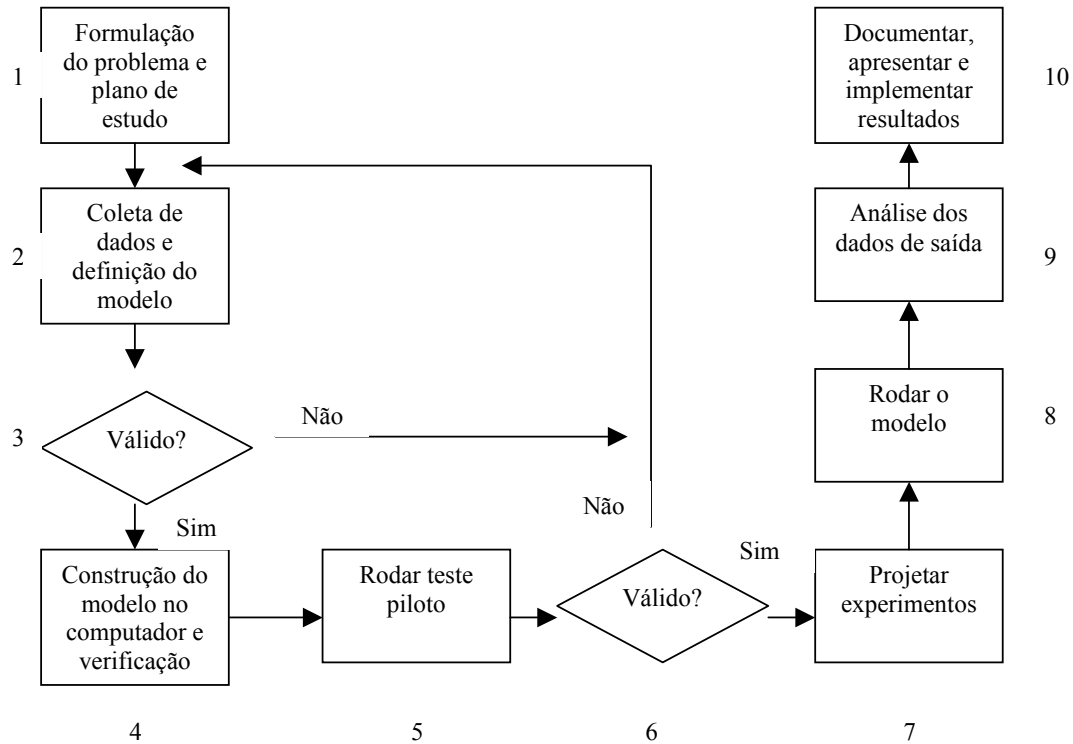 1
Formulação
do problema e
plano de
estudo
2
Coleta de
dados e
definição do
modelo
3
Válido?
Não
Sim
4
Construção do
modelo no
computador e
verificação
5
Rodar teste
piloto
6
Válido?
Não
Sim
7
Projetar
experimentos
8
Rodar o
modelo
9
Análise dos
dados de saída
10
Documentar,
apresentar e
implementar
resultados